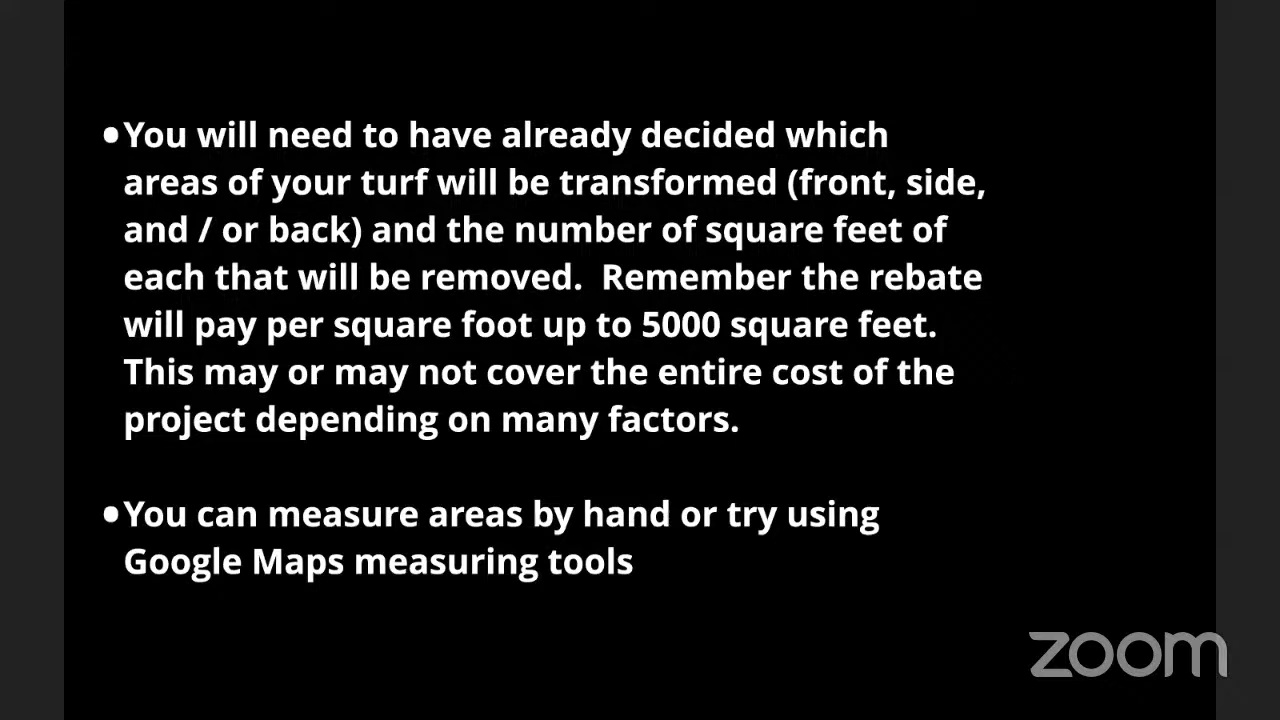 •You will need to have already decided which
areas of your turf will be transformed (front, side,
and / or back) and the number of square feet of
each that will be removed.  Remember the rebate
will pay per square foot up to 5000 square feet.
This may or may not cover the entire cost of the
project depending on many factors.
•You can measure areas by hand or try using
Google Maps measuring tools
zoom